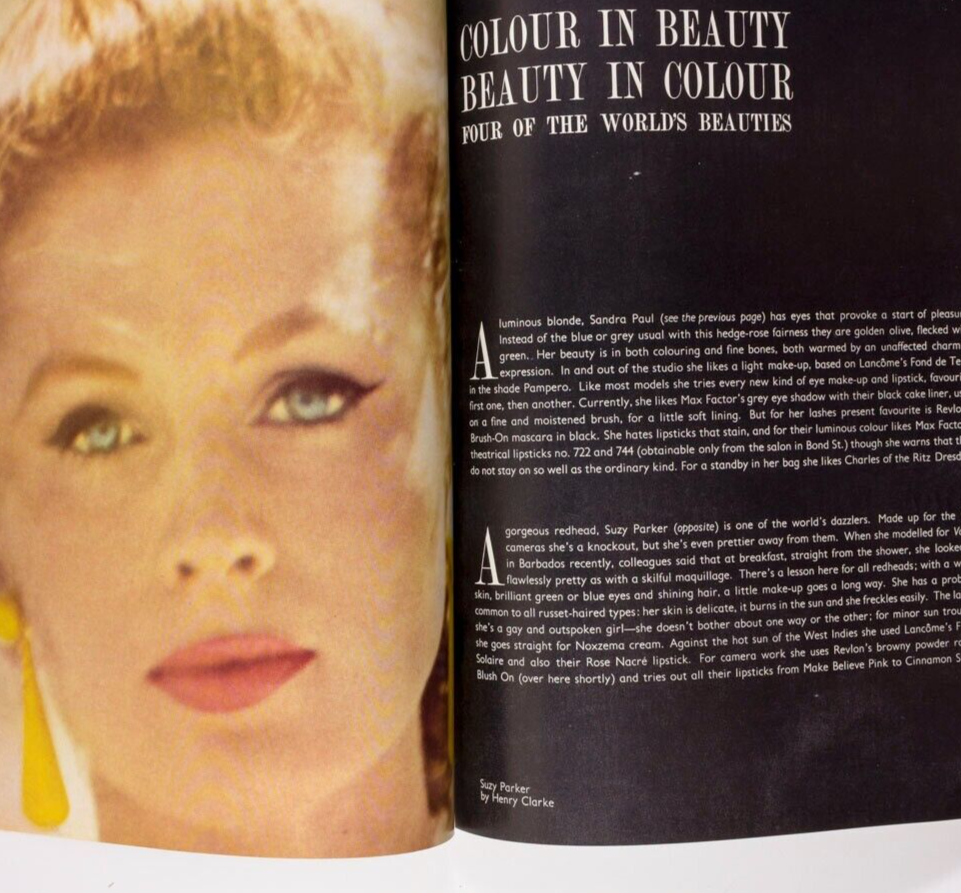 COLOUR IN BEAUTY
BEAUTY IN COLOUR
FOUR OF THE WORLD'S BEAUTIES
A luminous blonde, Sandra Paul (see the previous page) has eyes that provoke a start of
Instead of the blue or grey usual with this hedge-rose fairness they are golden olive, flecked
green. Her beauty is in both colouring and fine bones, both warmed by an unaffected charm
expression. In and out of the studio she likes a light make-up, based on Lancôme's Fond de
in the shade Pampero. Like most models she tries every new kind of eye make-up and lipstick,
first one, then another. Currently, she likes Max Factor's grey eye shadow with their black cake liner,
on a fine and moistened brush, for a little soft lining. But for her lashes present favourite is
Brush-On mascara in black. She hates lipsticks that stain, and for their luminous colour likes Max
theatrical lipsticks no. 722 and 744 (obtainable only from the salon in Bond St.) though she warns that
do not stay on so well as the ordinary kind. For a standby in her bag she likes Charles of the Ritz
A gorgeous redhead, Suzy Parker (opposite) is one of the world's dazzlers. Made up for the
cameras she's a knockout, but she's even prettier away from them. When she modelled for
in Barbados recently, colleagues said that at breakfast, straight from the shower, she
flawlessly pretty as with a skilful maquillage. There's a lesson here for all redheads; with a
skin, brilliant green or blue eyes and shining hair, a little make-up goes a long way. She has a
common to all russet-haired types: her skin is delicate, it burns in the sun and she freckles easily. The
she's a gay and outspoken girl—she doesn't bother about one way or the other; for minor sun
she goes straight for Noxzema cream. Against the hot sun of the West Indies she used Lancôme's
Solaire and also their Rose Nacré lipstick. For camera work she uses Revlon's browny powder
Blush On (over here shortly) and tries out all their lipsticks from Make Believe Pink to Cinnamon
Suzy Parker
by Henry Clarke